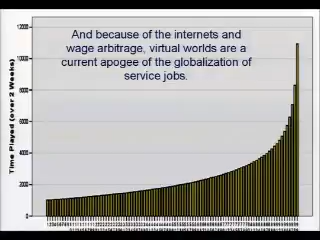 And because of the internets and
wage arbitrage, virtual worlds are a
current apogee of the globalization of
service jobs.
Time Played (over 2 Weeks)
12000
10000
8000
6000
4000
2000
0